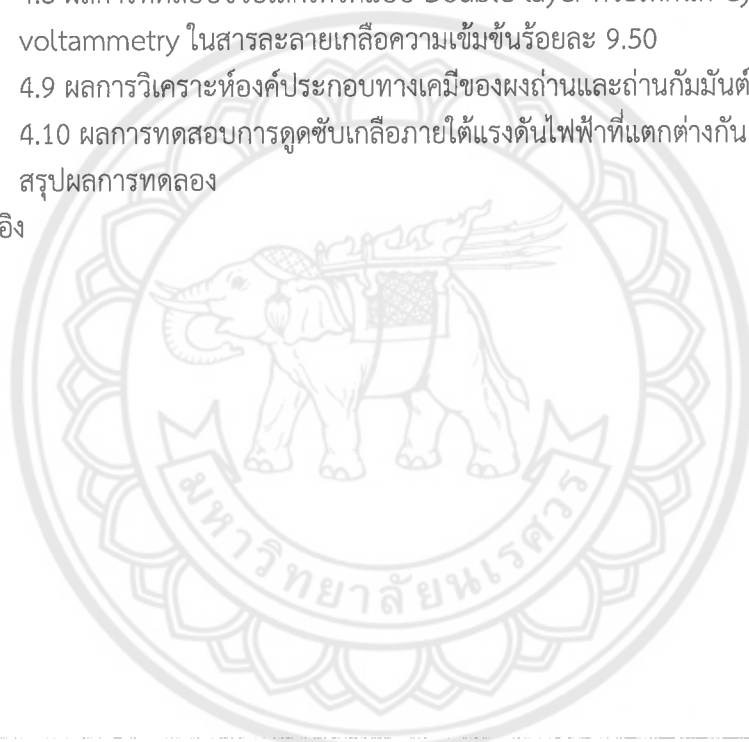 voltammetry ในสารละลายเกลือความเข้มข้นร้อยละ 9.50
4.9 ผลการวิเคราะห์องค์ประกอบทางเคมีของผงถ่านและถ่านกัมมันต์
4.10 ผลการทดสอบการดูดซับเกลือภายใต้แรงดันไฟฟ้าที่แตกต่างกัน
สรุปผลการทดลอง
อิง
มหาวิทยาลัยนเรศวร